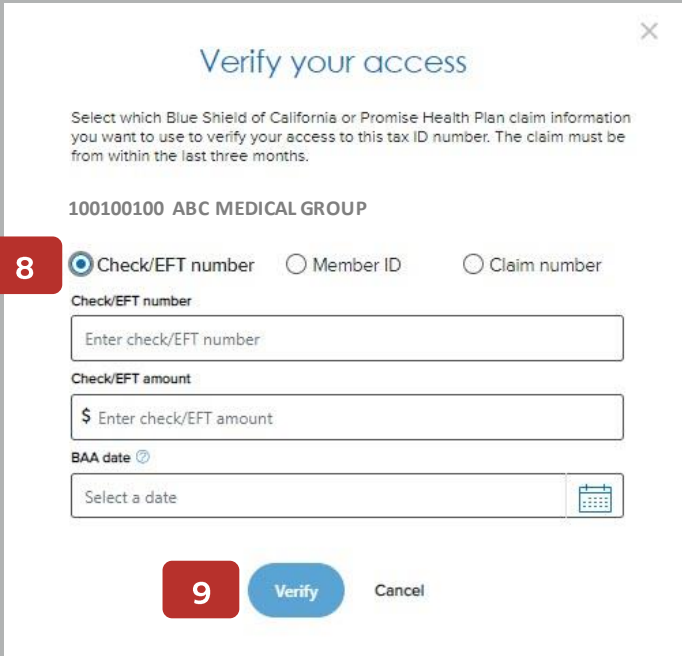 Verify your access
Select which Blue Shield of California or Promise Health Plan claim information
you want to use to verify your access to this tax ID number. The claim must be
from within the last three months.
100100100 ABC MEDICAL GROUP
8 Check/EFT number Member ID Claim number
Check/EFT number
Enter check/EFT number
Check/EFT amount
$ Enter check/EFT amount
BAA date ?
Select a date
9 Verify Cancel